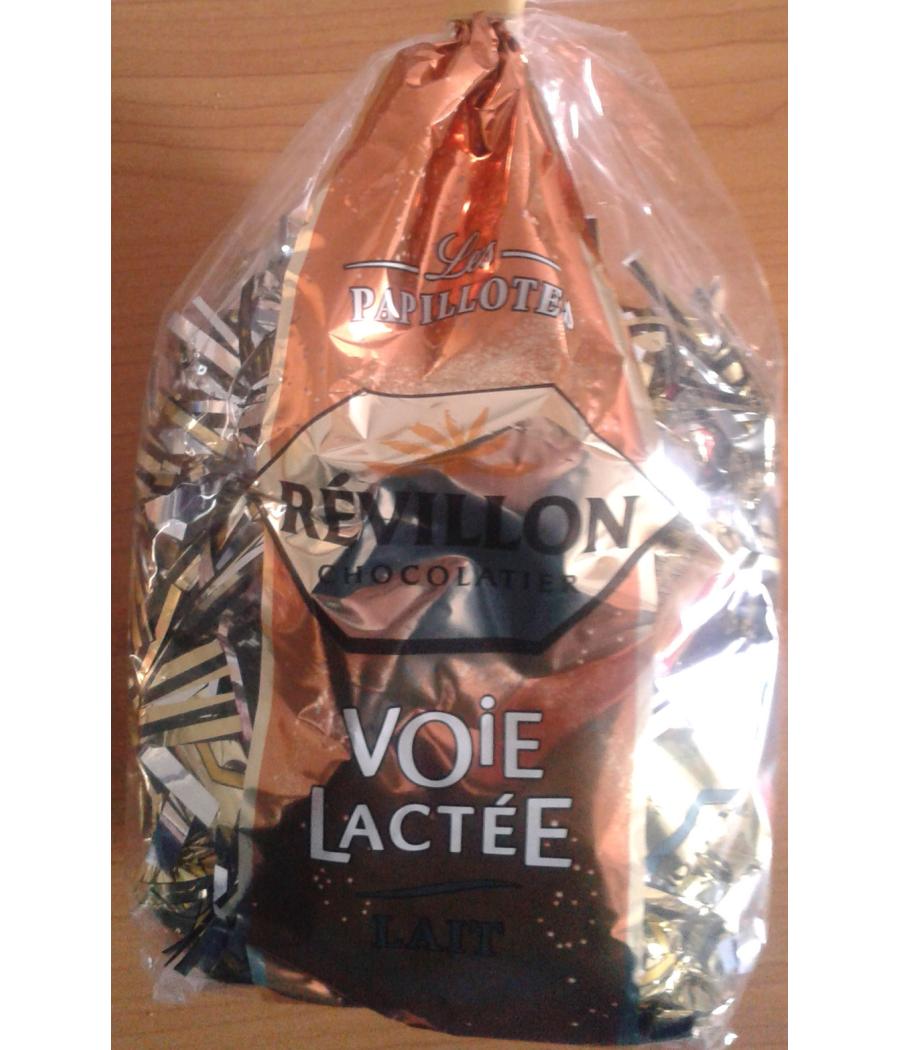 Les
PAPILLOTES
RÉVILLON
CHOCOLATIER
VOIE
LACTÉE
LAIT